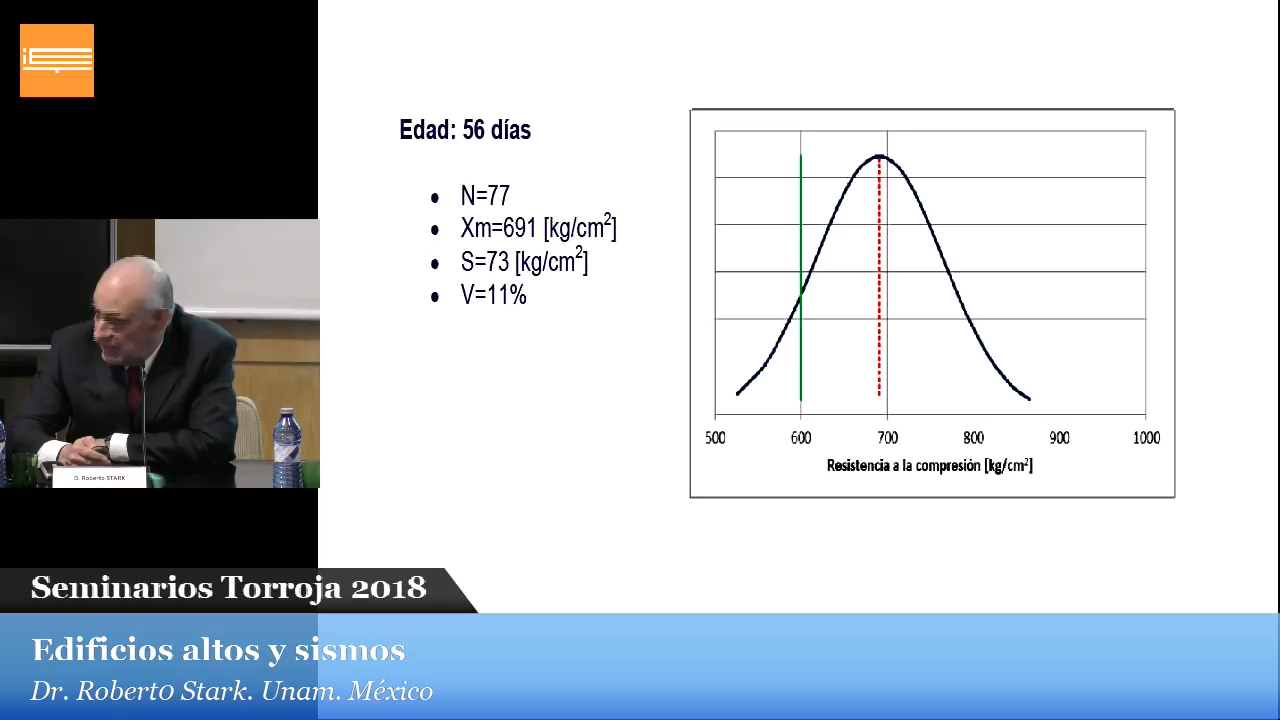 Edad: 56 días
• N=77
• Xm=691 [kg/cm²]
• S=73 [kg/cm²]
• V=11%
500 600 700 800 900 1000
Resistencia a la compresión [kg/cm²]
D. Roberto STARK
Seminarios Torroja 2018
Edificios altos y sismos
Dr. Robert0 Stark. Unam. México